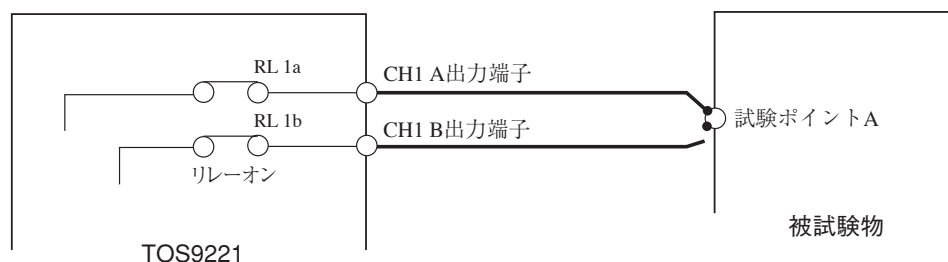 RL 1a
CH1 A出力端子
RL 1b
CH1 B出力端子
試験ポイントA
リレーオン
被試験物
TOS9221